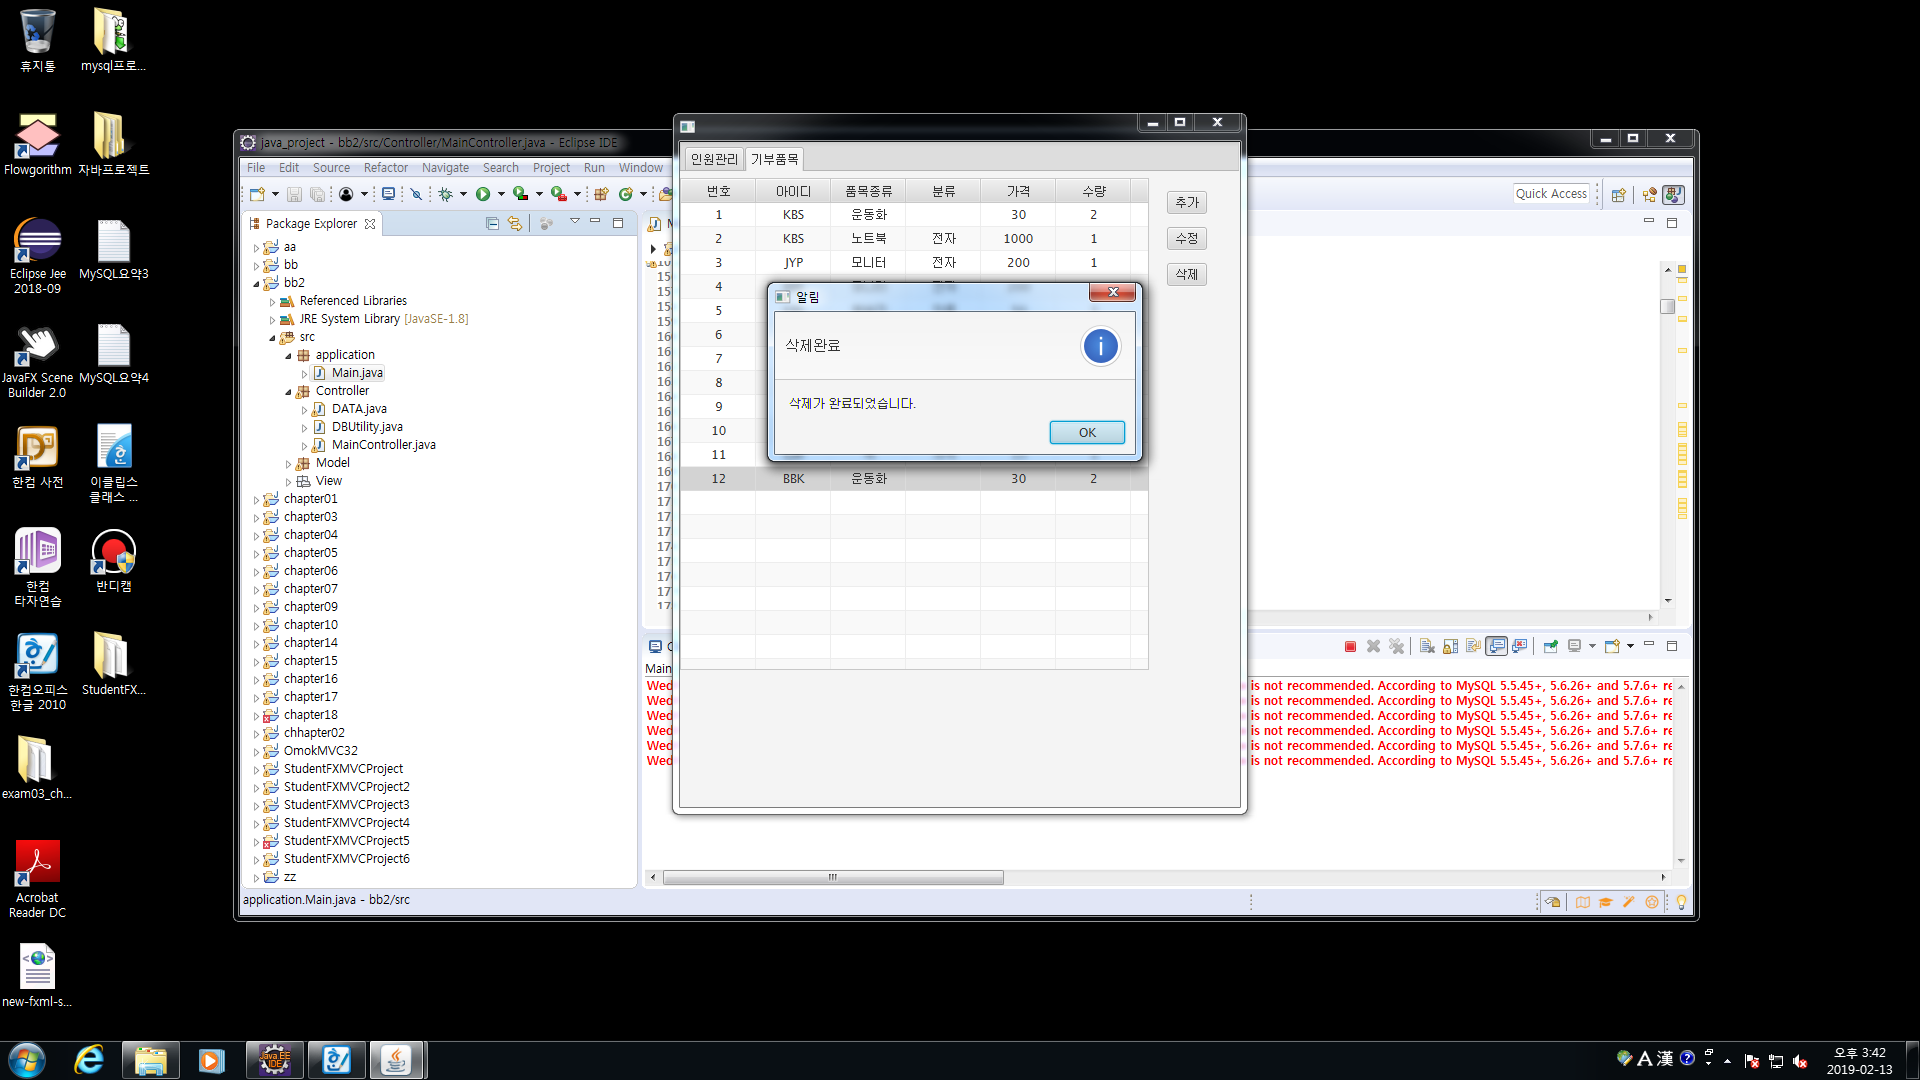 휴지통
mysql프로...
Flowgorithm
자바프로젝트
Eclipse Jee
2018-09
MySQL요약3
JavaFX Scene
Builder 2.0
MySQL요약4
한컴 사전
이클립스
클래스 ...
한컴
타자연습
반디캠
한컴오피스
한글 2010
StudentFX...
exam03_ch...
Acrobat
Reader DC
new-fxml-s...
java_project - bb2/src/Controller/MainController.java - Eclipse IDE
File Edit Source Refactor Navigate Search Project Run Window
Quick Access
Package Explorer
aa
bb
bb2
Referenced Libraries
JRE System Library [JavaSE-1.8]
src
application
Main.java
Controller
DATA.java
DBUtility.java
MainController.java
Model
View
chapter01
chapter03
chapter04
chapter05
chapter06
chapter07
chapter09
chapter10
chapter14
chapter15
chapter16
chapter17
chapter18
chhapter02
OmokMVC32
StudentFXMVCProject
StudentFXMVCProject2
StudentFXMVCProject3
StudentFXMVCProject4
StudentFXMVCProject5
StudentFXMVCProject6
zz
application.Main.java - bb2/src
인원관리 기부품목
번호 아이디 품목종류 분류 가격 수량
1 KBS 운동화 30 2
2 KBS 노트북 전자 1000 1
3 JYP 모니터 전자 200 1
4
5
6
7
8
9
10
11
12 BBK 운동화 30 2
추가
수정
삭제
알림
삭제완료
삭제가 완료되었습니다.
OK
Main
Wed is not recommended. According to MySQL 5.5.45+, 5.6.26+ and 5.7.6+ re
Wed is not recommended. According to MySQL 5.5.45+, 5.6.26+ and 5.7.6+ re
Wed is not recommended. According to MySQL 5.5.45+, 5.6.26+ and 5.7.6+ re
Wed is not recommended. According to MySQL 5.5.45+, 5.6.26+ and 5.7.6+ re
Wed is not recommended. According to MySQL 5.5.45+, 5.6.26+ and 5.7.6+ re
Wed is not recommended. According to MySQL 5.5.45+, 5.6.26+ and 5.7.6+ re
Java EE
IDE
A 漢
오후 3:42
2019-02-13